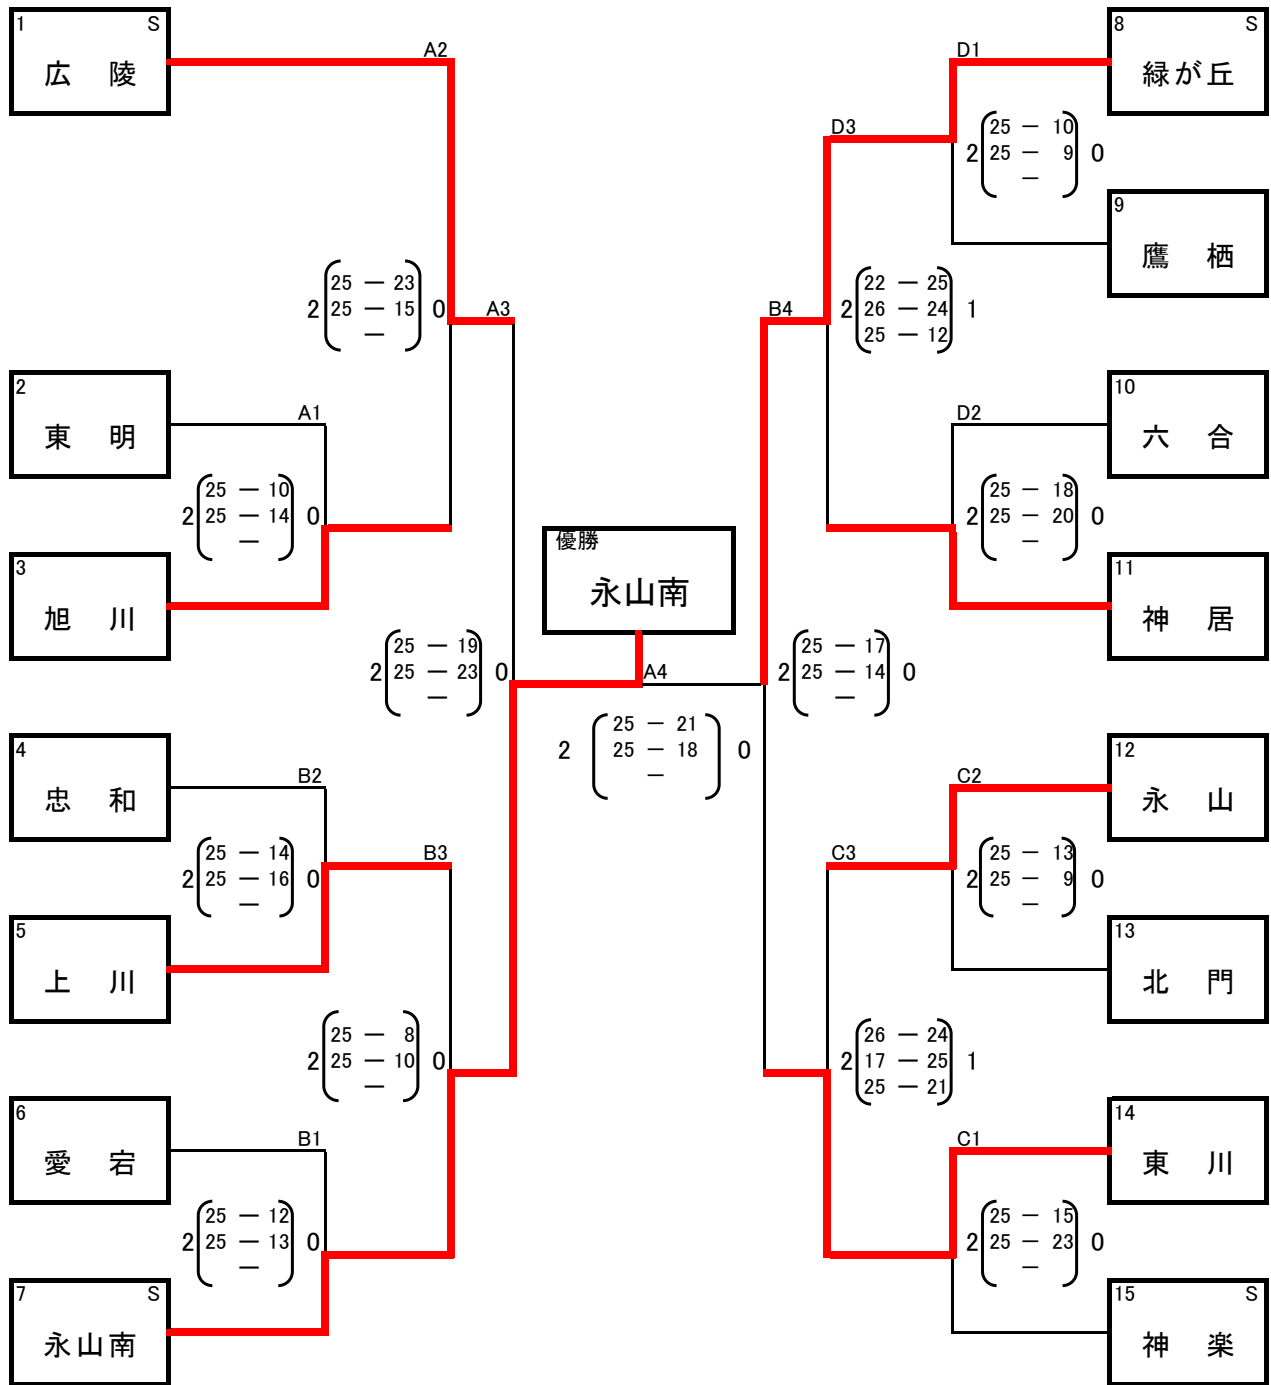 1 S
広 陵
A2
D1
8 S
緑が丘
D3
25 － 10
2 25 － 9 0
－
9
鷹 栖
25 － 23
2 25 － 15 0
－
A3
B4
22 － 25
2 26 － 24 1
25 － 12
2
東 明
A1
D2
10
六 合
25 － 10
2 25 － 14 0
－
25 － 18
2 25 － 20 0
－
3
旭 川
優勝
永山南
11
神 居
25 － 19
2 25 － 23 0
－
A4
25 － 17
2 25 － 14 0
－
25 － 21
2 25 － 18 0
－
4
忠 和
B2
C2
12
永 山
25 － 14
2 25 － 16 0
－
B3
C3
25 － 13
2 25 － 9 0
－
5
上 川
13
北 門
25 － 8
2 25 － 10 0
－
26 － 24
2 17 － 25 1
25 － 21
6
愛 宕
B1
C1
14
東 川
25 － 12
2 25 － 13 0
－
25 － 15
2 25 － 23 0
－
7 S
永山南
15 S
神 楽